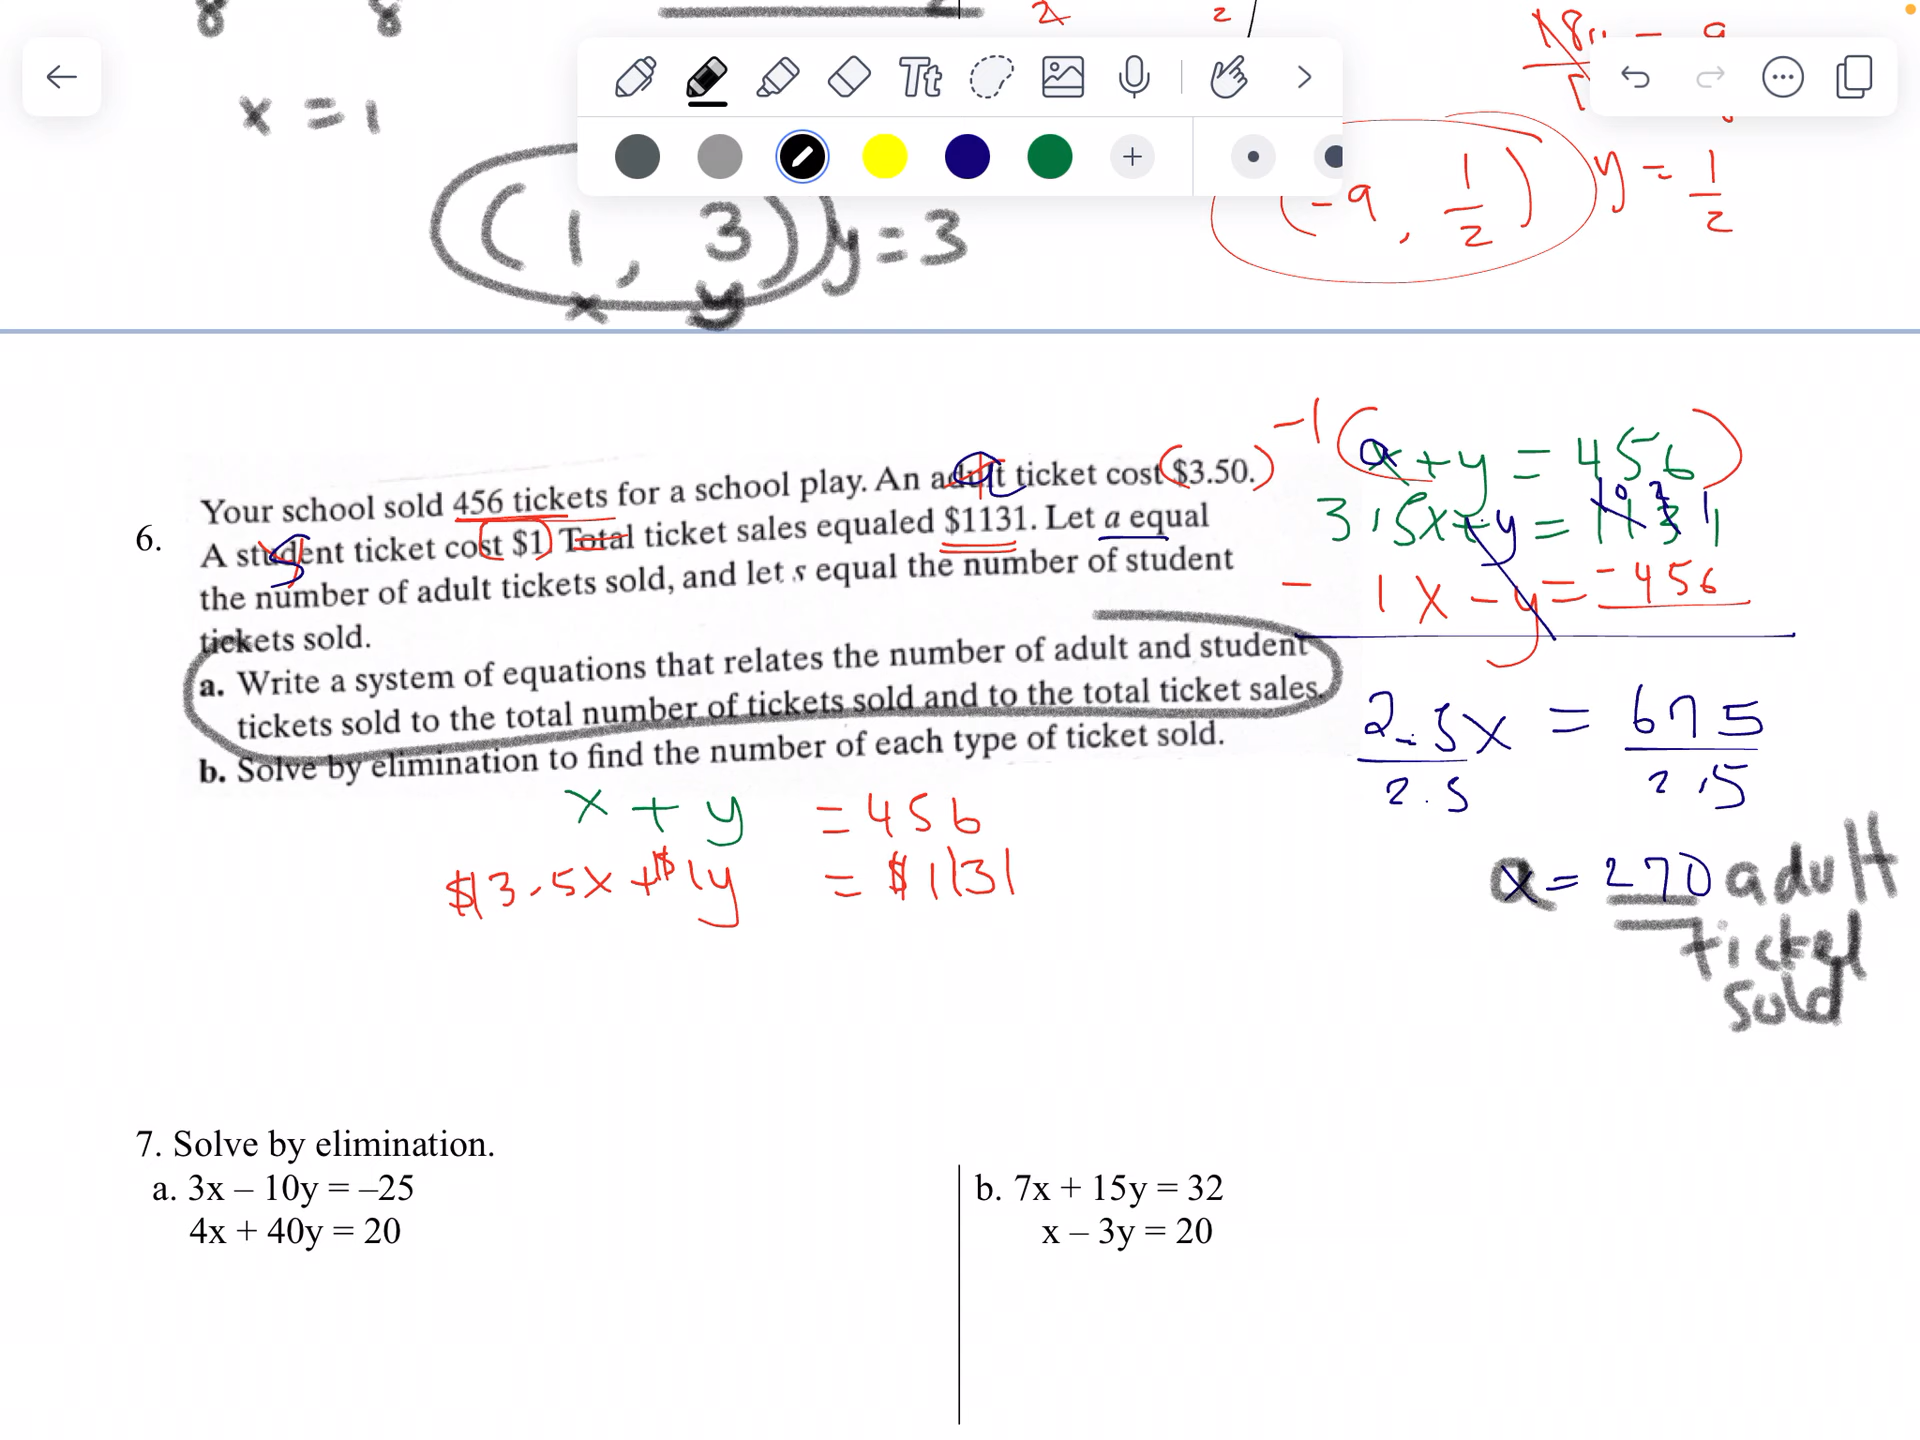 8 8
2 2
x = 1
Tt
(1, 3) y = 3
x y
(-9, 1/2) y = 1/2
6.
Your school sold 456 tickets for a school play. An adult ticket cost $3.50.
A student ticket cost $1. Total ticket sales equaled $1131. Let a equal
the number of adult tickets sold, and let s equal the number of student
tickets sold.
a. Write a system of equations that relates the number of adult and student
tickets sold to the total number of tickets sold and to the total ticket sales.
b. Solve by elimination to find the number of each type of ticket sold.
x + y = 456
$3.5x + $1y = $1131
-1(a + y = 456)
3.5x + y = 1131
- 1x - y = -456
2.5x = 675
2.5 2.5
a = 270 adult
ticket
sold
7. Solve by elimination.
a. 3x – 10y = –25
4x + 40y = 20
b. 7x + 15y = 32
x – 3y = 20